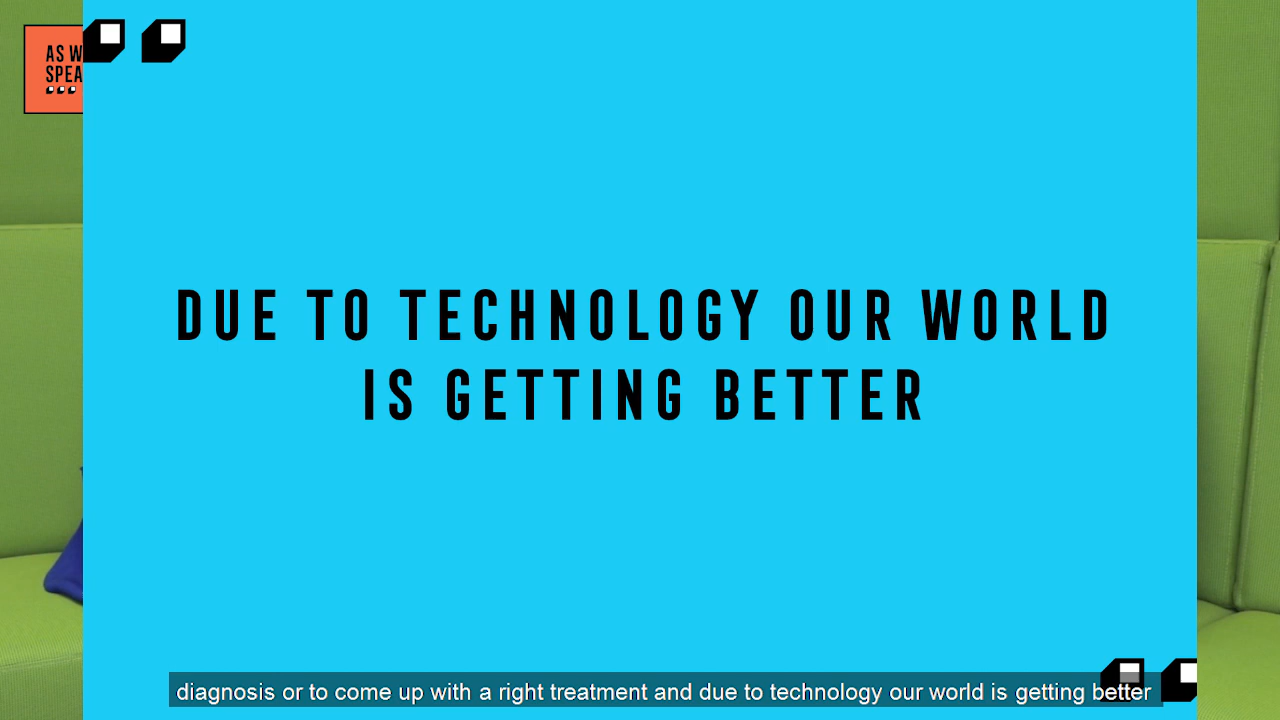 AS W
SPEA
DUE TO TECHNOLOGY OUR WORLD
IS GETTING BETTER
diagnosis or to come up with a right treatment and due to technology our world is getting better